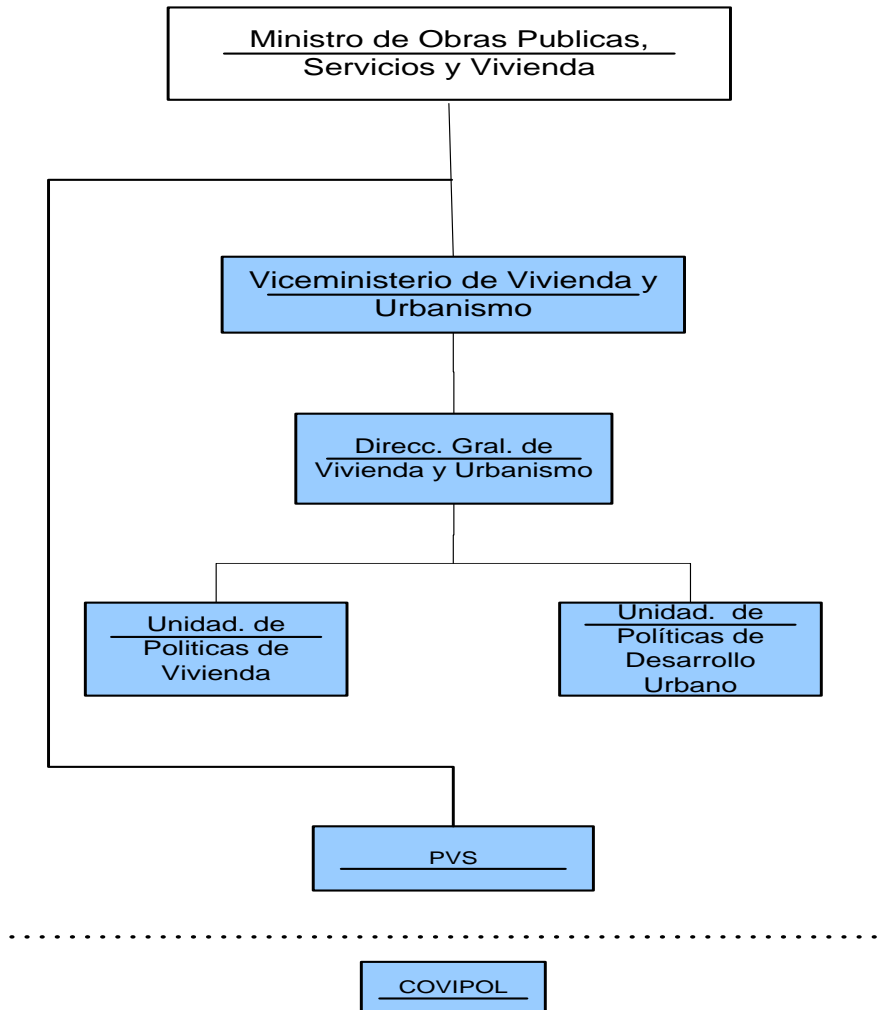 Ministro de Obras Publicas,
Servicios y Vivienda
Viceministerio de Vivienda y
Urbanismo
Direcc. Gral. de
Vivienda y Urbanismo
Unidad. de
Politicas de
Vivienda
Unidad. de
Políticas de
Desarrollo
Urbano
PVS
COVIPOL